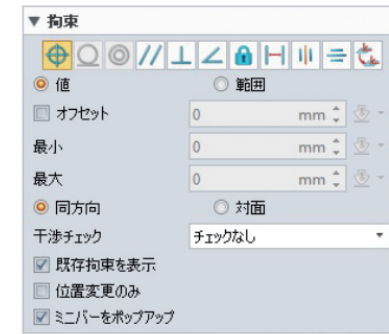 ▼ 拘束
値 範囲
オフセット 0 mm
最小 0 mm
最大 0 mm
同方向 対面
干渉チェック チェックなし
既存拘束を表示
位置変更のみ
ミニバーをポップアップ